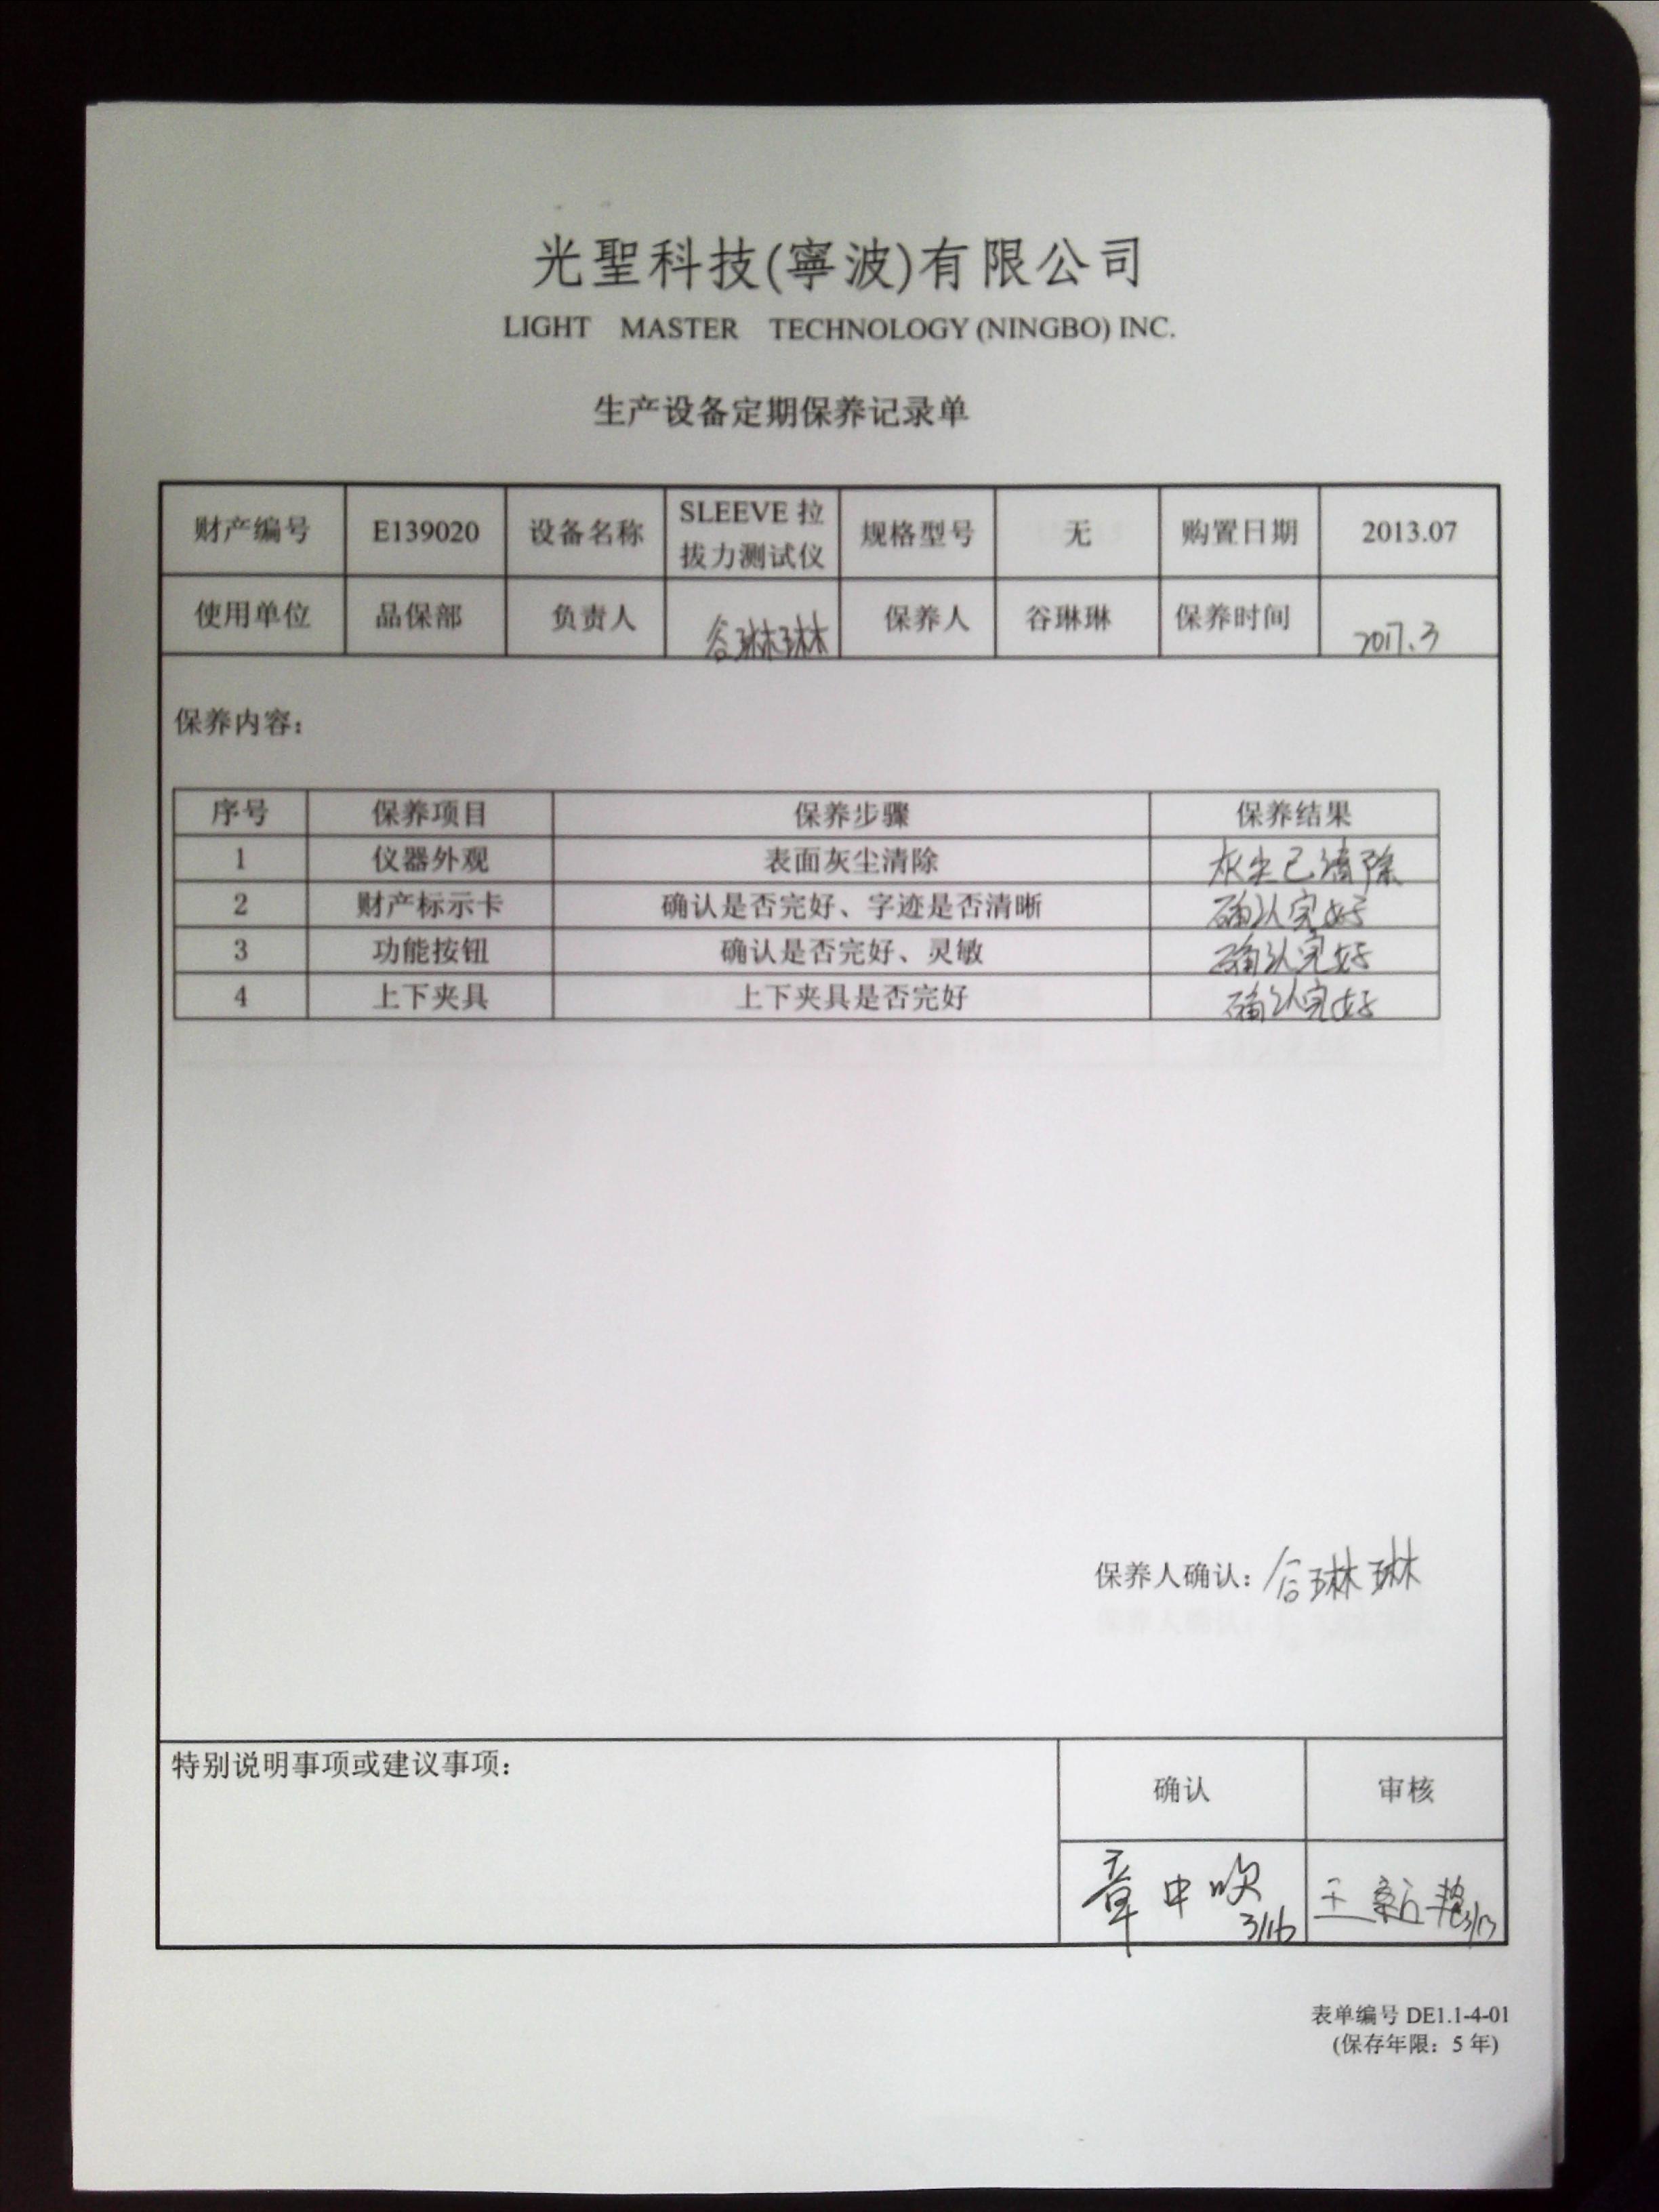 光聖科技(寧波)有限公司
LIGHT MASTER TECHNOLOGY (NINGBO) INC.
生产设备定期保养记录单
财产编号 E139020 设备名称 SLEEVE 拉拔力测试仪 规格型号 无 购置日期 2013.07
使用单位 品保部 负责人 谷琳琳 保养人 谷琳琳 保养时间 2017.3
保养内容:
序号 保养项目 保养步骤 保养结果
1 仪器外观 表面灰尘清除 灰尘已清除
2 财产标示卡 确认是否完好、字迹是否清晰 确认完好
3 功能按钮 确认是否完好、灵敏 确认完好
4 上下夹具 上下夹具是否完好 确认完好
保养人确认: 谷琳琳
特别说明事项或建议事项:
确认 审核
章中 3/16 王新艳
表单编号 DE1.1-4-01
(保存年限: 5 年)